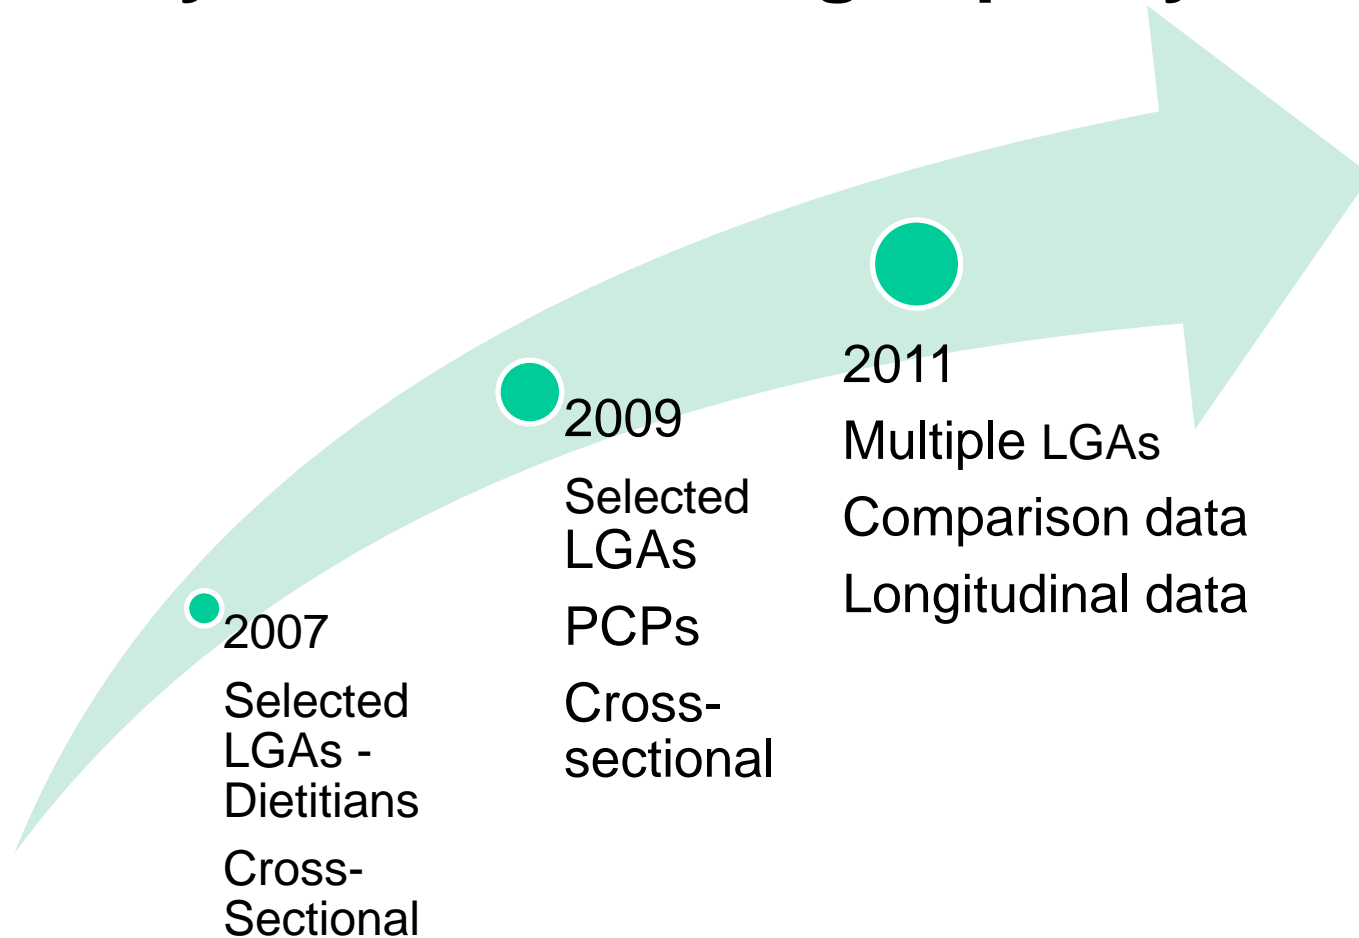 2007
Selected
LGAs -
Dietitians
Cross-
Sectional
2009
Selected
LGAs
PCPs
Cross-
sectional
2011
Multiple LGAs
Comparison data
Longitudinal data